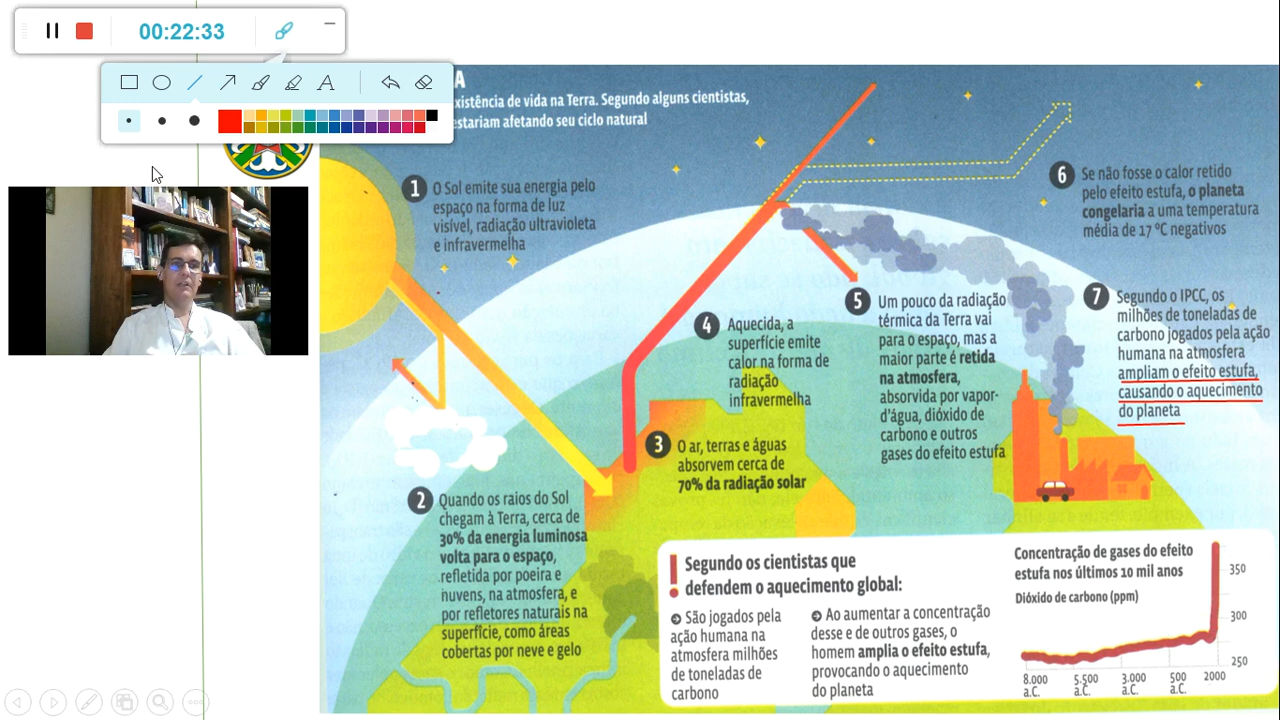 00:22:33
A
A
xistência de vida na Terra. Segundo alguns cientistas,
estariam afetando seu ciclo natural
1
O Sol emite sua energia pelo
espaço na forma de luz
visível, radiação ultravioleta
e infravermelha
2
Quando os raios do Sol
chegam à Terra, cerca de
30% da energia luminosa
volta para o espaço,
refletida por poeira e
nuvens, na atmosfera, e
por refletores naturais na
superfície, como áreas
cobertas por neve e gelo
3
O ar, terras e águas
absorvem cerca de
70% da radiação solar
4
Aquecida, a
superfície emite
calor na forma de
radiação
infravermelha
5
Um pouco da radiação
térmica da Terra vai
para o espaço, mas a
maior parte é retida
na atmosfera,
absorvida por vapor-
d'água, dióxido de
carbono e outros
gases do efeito estufa
6
Se não fosse o calor retido
pelo efeito estufa, o planeta
congelaria a uma temperatura
média de 17 ºC negativos
7
Segundo o IPCC, os
milhões de toneladas de
carbono jogados pela ação
humana na atmosfera
ampliam o efeito estufa,
causando o aquecimento
do planeta
! Segundo os cientistas que
defendem o aquecimento global:
São jogados pela
ação humana na
atmosfera milhões
de toneladas de
carbono
Ao aumentar a concentração
desse e de outros gases, o
homem amplia o efeito estufa,
provocando o aquecimento
do planeta
Concentração de gases do efeito
estufa nos últimos 10 mil anos
Dióxido de carbono (ppm)
350
300
250
8.000 5.500 3.000 500 2000
a.C. a.C. a.C. a.C.